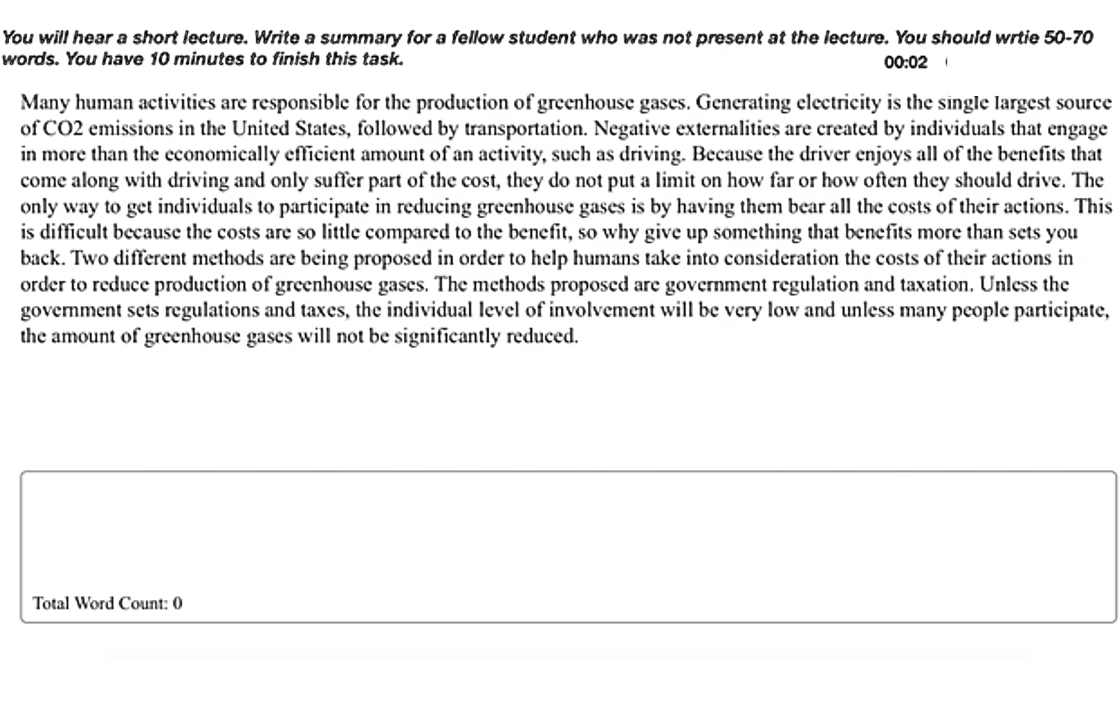 You will hear a short lecture. Write a summary for a fellow student who was not present at the lecture. You should wrtie 50-70
words. You have 10 minutes to finish this task.
00:02
Many human activities are responsible for the production of greenhouse gases. Generating electricity is the single largest source
of CO2 emissions in the United States, followed by transportation. Negative externalities are created by individuals that engage
in more than the economically efficient amount of an activity, such as driving. Because the driver enjoys all of the benefits that
come along with driving and only suffer part of the cost, they do not put a limit on how far or how often they should drive. The
only way to get individuals to participate in reducing greenhouse gases is by having them bear all the costs of their actions. This
is difficult because the costs are so little compared to the benefit, so why give up something that benefits more than sets you
back. Two different methods are being proposed in order to help humans take into consideration the costs of their actions in
order to reduce production of greenhouse gases. The methods proposed are government regulation and taxation. Unless the
government sets regulations and taxes, the individual level of involvement will be very low and unless many people participate,
the amount of greenhouse gases will not be significantly reduced.
Total Word Count: 0